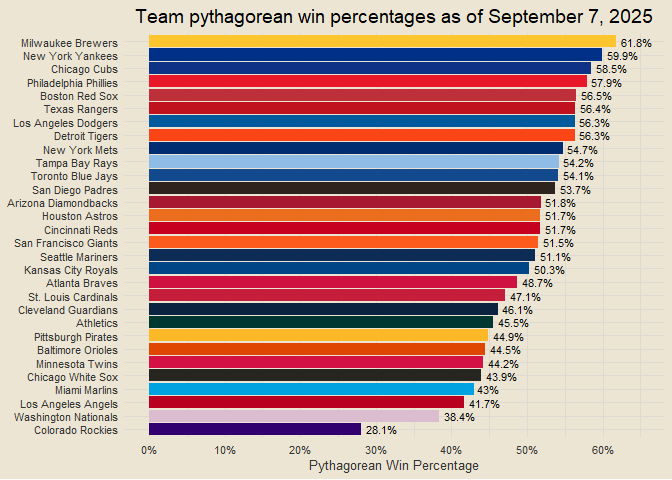 Team pythagorean win percentages as of September 7, 2025
Milwaukee Brewers 61.8%
New York Yankees 59.9%
Chicago Cubs 58.5%
Philadelphia Phillies 57.9%
Boston Red Sox 56.5%
Texas Rangers 56.4%
Los Angeles Dodgers 56.3%
Detroit Tigers 56.3%
New York Mets 54.7%
Tampa Bay Rays 54.2%
Toronto Blue Jays 54.1%
San Diego Padres 53.7%
Arizona Diamondbacks 51.8%
Houston Astros 51.7%
Cincinnati Reds 51.7%
San Francisco Giants 51.5%
Seattle Mariners 51.1%
Kansas City Royals 50.3%
Atlanta Braves 48.7%
St. Louis Cardinals 47.1%
Cleveland Guardians 46.1%
Athletics 45.5%
Pittsburgh Pirates 44.9%
Baltimore Orioles 44.5%
Minnesota Twins 44.2%
Chicago White Sox 43.9%
Miami Marlins 43%
Los Angeles Angels 41.7%
Washington Nationals 38.4%
Colorado Rockies 28.1%
0% 10% 20% 30% 40% 50% 60%
Pythagorean Win Percentage